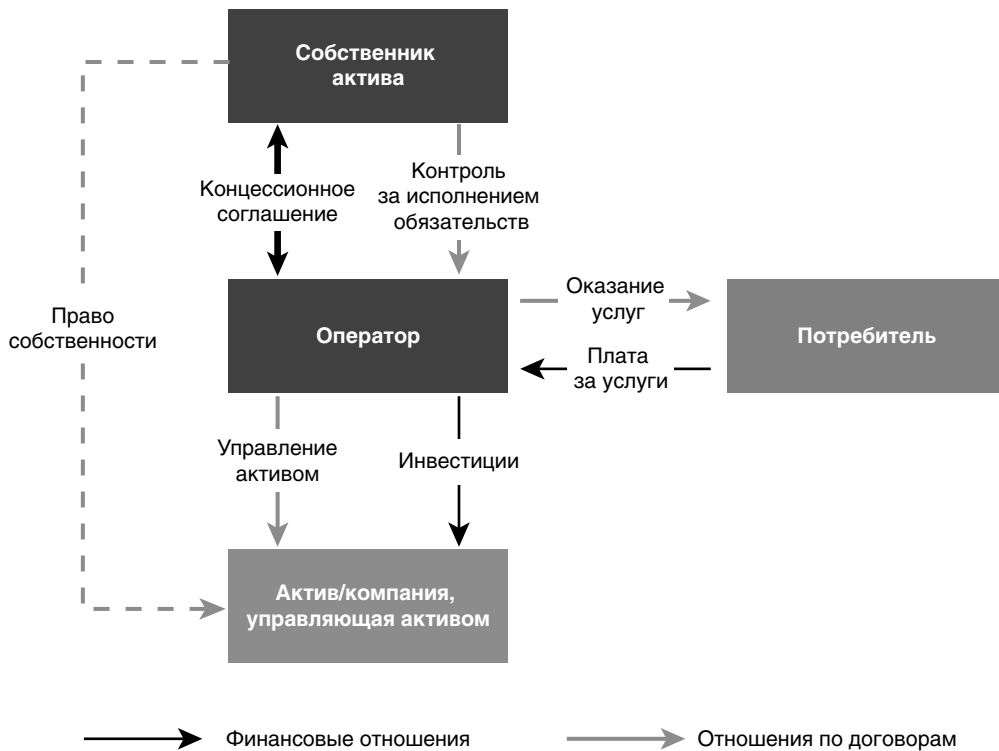 Собственник
актива
Концессионное
соглашение
Контроль
за исполнением
обязательств
Право
собственности
Оператор
Оказание
услуг
Плата
за услуги
Потребитель
Управление
активом
Инвестиции
Актив/компания,
управляющая активом
Финансовые отношения
Отношения по договорам